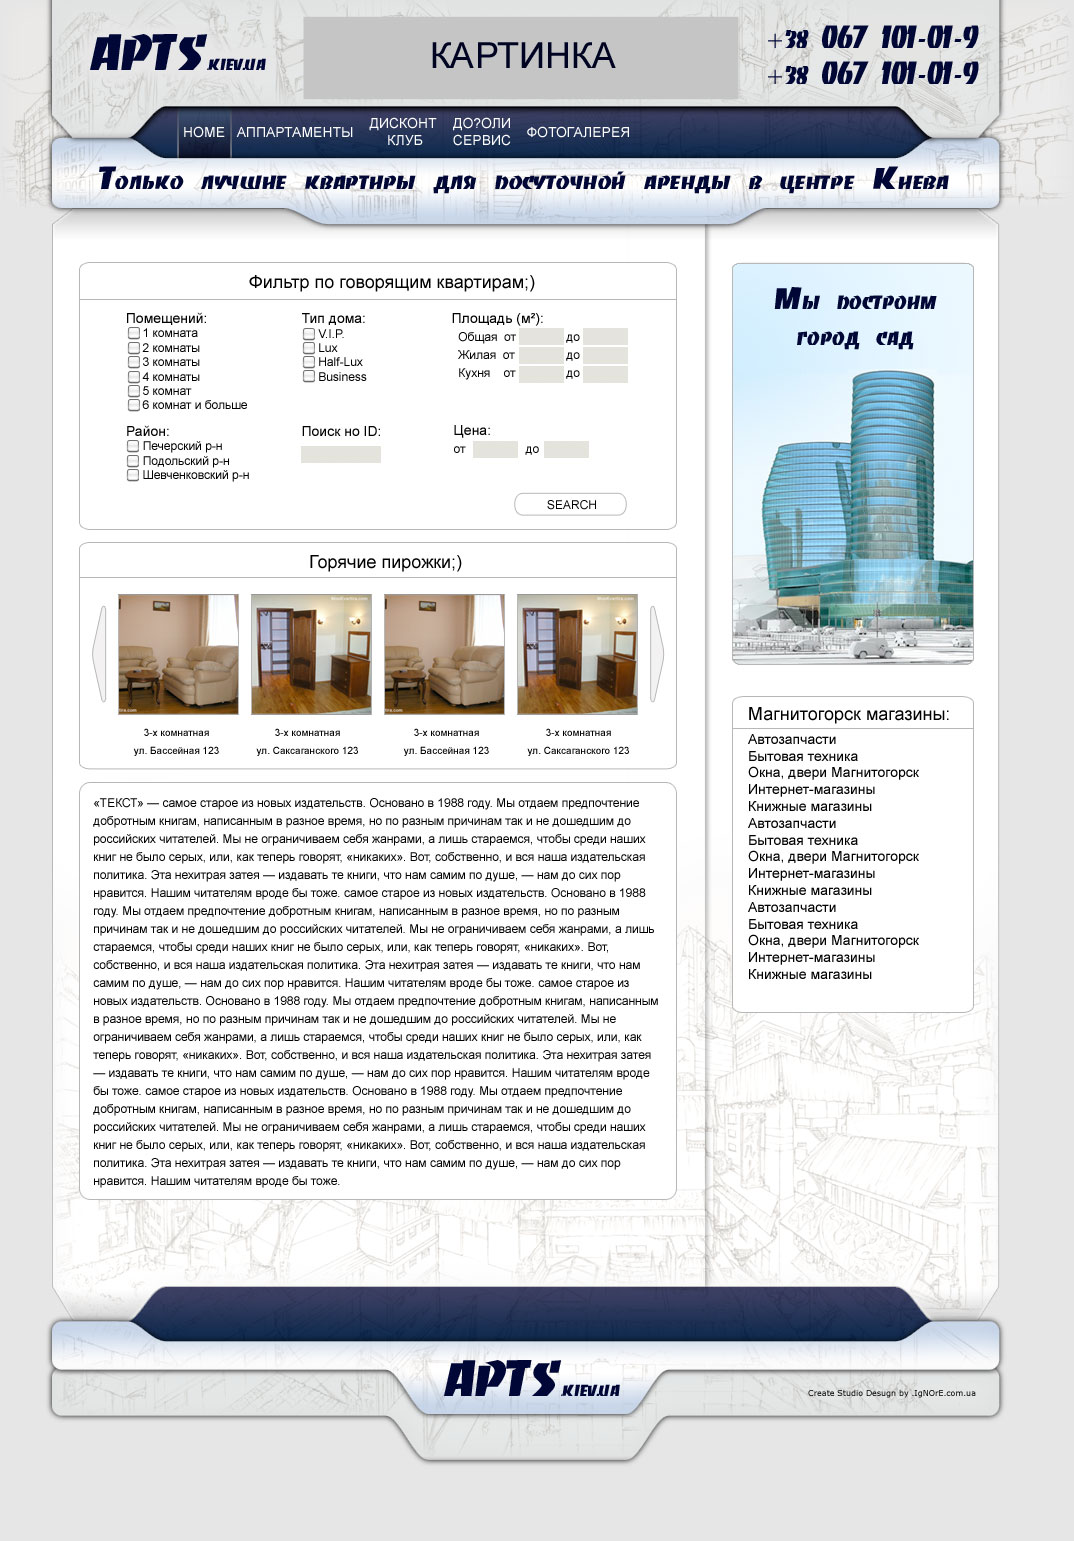 APTS.KIEV.UA
КАРТИНКА
+38 067 101-01-9
+38 067 101-01-9
HOME
АППАРТАМЕНТЫ
ДИСКОНТ
КЛУБ
ДО?ОЛИ
СЕРВИС
ФОТОГАЛЕРЕЯ
Только лучшие квартиры для посуточной аренды в центре Киева
Фильтр по говорящим квартирам;)
Помещений:
1 комната
2 комнаты
3 комнаты
4 комнаты
5 комнат
6 комнат и больше
Тип дома:
V.I.P.
Lux
Half-Lux
Business
Площадь (м²):
Общая от до
Жилая от до
Кухня от до
Район:
Печерский р-н
Подольский р-н
Шевченковский р-н
Поиск но ID:
Цена:
от до
SEARCH
Горячие пирожки;)
3-х комнатная
ул. Бассейная 123
3-х комнатная
ул. Саксаганского 123
3-х комнатная
ул. Бассейная 123
3-х комнатная
ул. Саксаганского 123
«ТЕКСТ» — самое старое из новых издательств. Основано в 1988 году. Мы отдаем предпочтение
добротным книгам, написанным в разное время, но по разным причинам так и не дошедшим до
российских читателей. Мы не ограничиваем себя жанрами, а лишь стараемся, чтобы среди наших
книг не было серых, или, как теперь говорят, «никаких». Вот, собственно, и вся наша издательская
политика. Эта нехитрая затея — издавать те книги, что нам самим по душе, — нам до сих пор
нравится. Нашим читателям вроде бы тоже. самое старое из новых издательств. Основано в 1988
году. Мы отдаем предпочтение добротным книгам, написанным в разное время, но по разным
причинам так и не дошедшим до российских читателей. Мы не ограничиваем себя жанрами, а лишь
стараемся, чтобы среди наших книг не было серых, или, как теперь говорят, «никаких». Вот,
собственно, и вся наша издательская политика. Эта нехитрая затея — издавать те книги, что нам
самим по душе, — нам до сих пор нравится. Нашим читателям вроде бы тоже. самое старое из
новых издательств. Основано в 1988 году. Мы отдаем предпочтение добротным книгам, написанным
в разное время, но по разным причинам так и не дошедшим до российских читателей. Мы не
ограничиваем себя жанрами, а лишь стараемся, чтобы среди наших книг не было серых, или, как
теперь говорят, «никаких». Вот, собственно, и вся наша издательская политика. Эта нехитрая затея
— издавать те книги, что нам самим по душе, — нам до сих пор нравится. Нашим читателям вроде
бы тоже. самое старое из новых издательств. Основано в 1988 году. Мы отдаем предпочтение
добротным книгам, написанным в разное время, но по разным причинам так и не дошедшим до
российских читателей. Мы не ограничиваем себя жанрами, а лишь стараемся, чтобы среди наших
книг не было серых, или, как теперь говорят, «никаких». Вот, собственно, и вся наша издательская
политика. Эта нехитрая затея — издавать те книги, что нам самим по душе, — нам до сих пор
нравится. Нашим читателям вроде бы тоже.
Мы построим
город сад
Магнитогорск магазины:
Автозапчасти
Бытовая техника
Окна, двери Магнитогорск
Интернет-магазины
Книжные магазины
Автозапчасти
Бытовая техника
Окна, двери Магнитогорск
Интернет-магазины
Книжные магазины
Автозапчасти
Бытовая техника
Окна, двери Магнитогорск
Интернет-магазины
Книжные магазины
APTS.KIEV.UA
Create Studio Desugn by .IgNOrE.com.ua